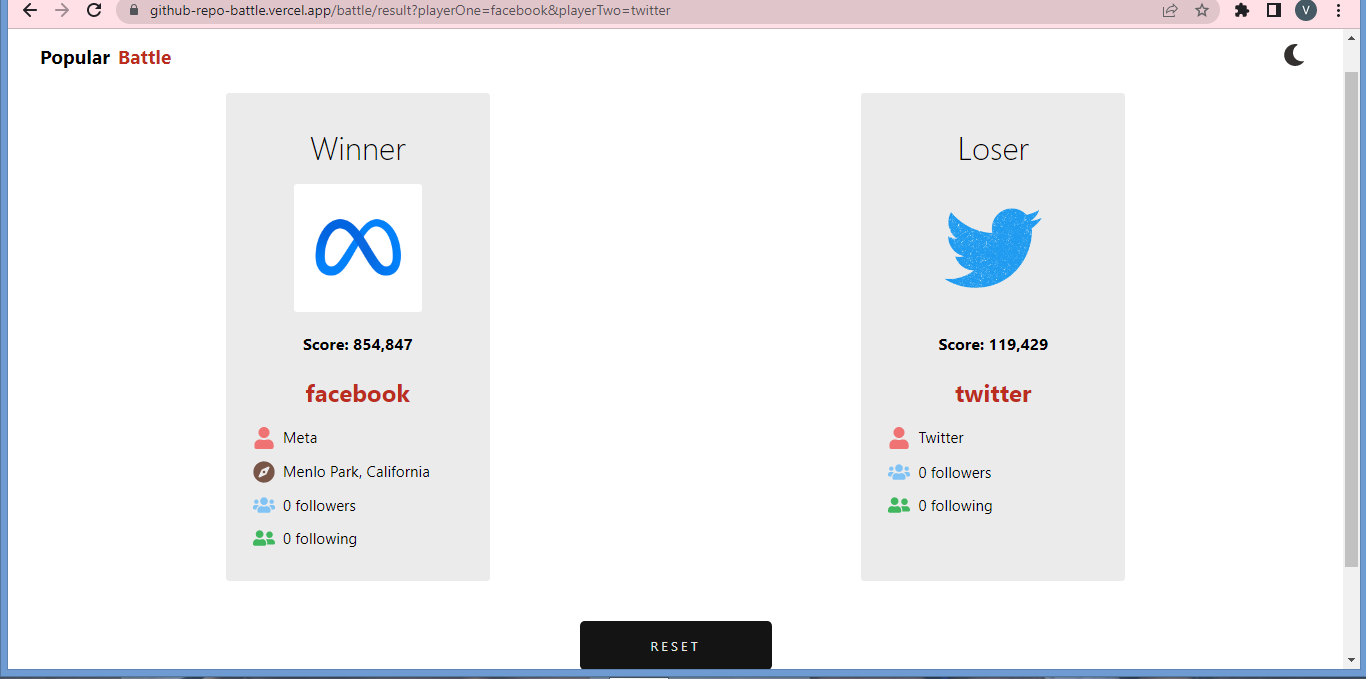 github-repo-battle.vercel.app/battle/result?playerOne=facebook&playerTwo=twitter
V
Popular Battle
Winner
Score: 854,847
facebook
Meta
Menlo Park, California
0 followers
0 following
Loser
Score: 119,429
twitter
Twitter
0 followers
0 following
RESET